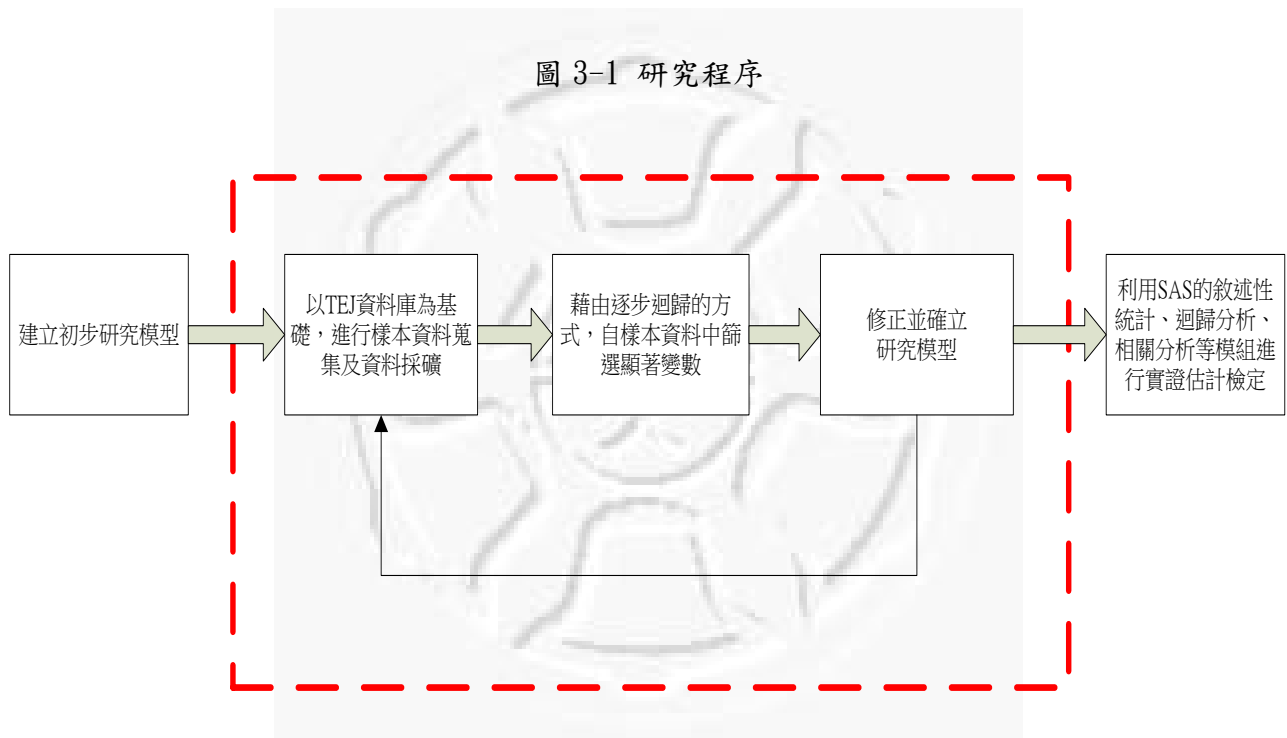 圖 3-1 研究程序
建立初步研究模型
以TEJ資料庫為基
礎，進行樣本資料蒐
集及資料採礦
藉由逐步迴歸的方
式，自樣本資料中篩
選顯著變數
修正並確立
研究模型
利用SAS的敘述性
統計、迴歸分析、
相關分析等模組進
行實證估計檢定